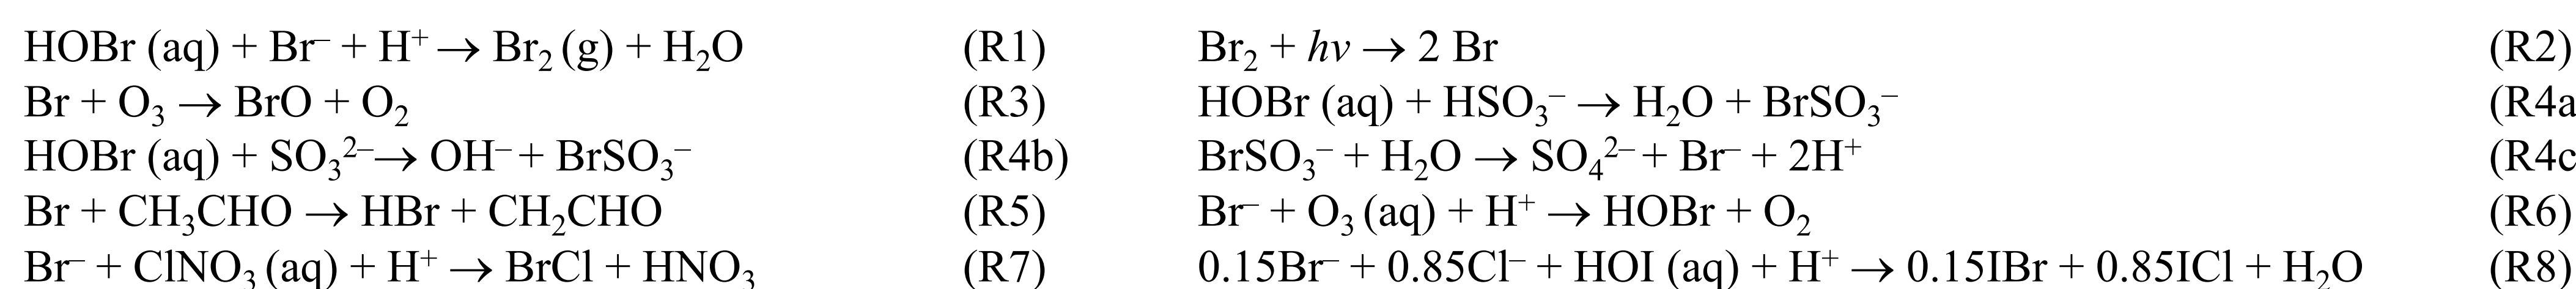 HOBr (aq) + Br⁻ + H⁺ → Br₂ (g) + H₂O (R1) Br₂ + hν → 2 Br (R2)
Br + O₃ → BrO + O₂ (R3) HOBr (aq) + HSO₃⁻ → H₂O + BrSO₃⁻ (R4a
HOBr (aq) + SO₃²⁻→ OH⁻ + BrSO₃⁻ (R4b) BrSO₃⁻ + H₂O → SO₄²⁻ + Br⁻ + 2H⁺ (R4c
Br + CH₃CHO → HBr + CH₂CHO (R5) Br⁻ + O₃ (aq) + H⁺ → HOBr + O₂ (R6)
Br⁻ + ClNO₃ (aq) + H⁺ → BrCl + HNO₃ (R7) 0.15Br⁻ + 0.85Cl⁻ + HOI (aq) + H⁺ → 0.15IBr + 0.85ICl + H₂O (R8)